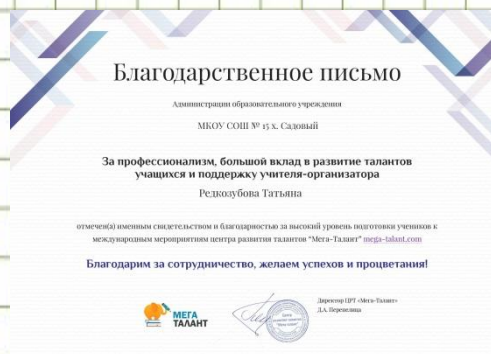 Благодарственное письмо
Администрации образовательного учреждения
МКОУ СОШ № 15 х. Садовый
За профессионализм, большой вклад в развитие талантов
учащихся и поддержку учителя-организатора
Редкозубова Татьяна
отмечен(а) именным свидетельством и благодарностью за высокий уровень подготовки учеников к
международным мероприятиям центра развития талантов "Мега-Талант" mega-talant.com
Благодарим за сотрудничество, желаем успехов и процветания!
МЕГА
ТАЛАНТ
Директор ЦРТ «Мега-Талант»
Д.А. Перевезина